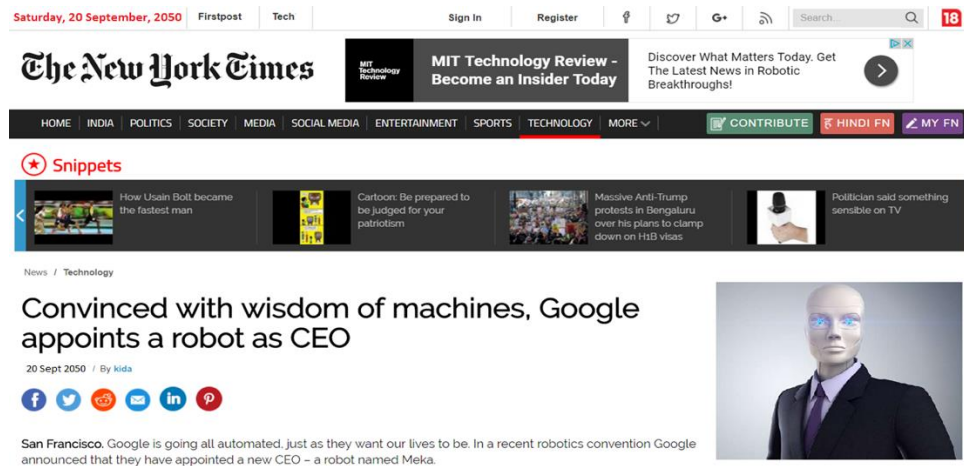 Saturday, 20 September, 2050 Firstpost Tech Sign In Register G+ Search... 18
The New York Times
MIT Technology Review
MIT Technology Review - Become an Insider Today
Discover What Matters Today. Get The Latest News in Robotic Breakthroughs!
HOME INDIA POLITICS SOCIETY MEDIA SOCIAL MEDIA ENTERTAINMENT SPORTS TECHNOLOGY MORE CONTRIBUTE ह HINDI FN MY FN
Snippets
How Usain Bolt became
the fastest man
Cartoon: Be prepared to
be judged for your
patriotism
Massive Anti-Trump
protests in Bengaluru
over his plans to clamp
down on H1B visas
Politician said something
sensible on TV
News / Technology
Convinced with wisdom of machines, Google
appoints a robot as CEO
20 Sept 2050 / By kida
San Francisco. Google is going all automated. just as they want our lives to be. In a recent robotics convention Google
announced that they have appointed a new CEO – a robot named Meka.